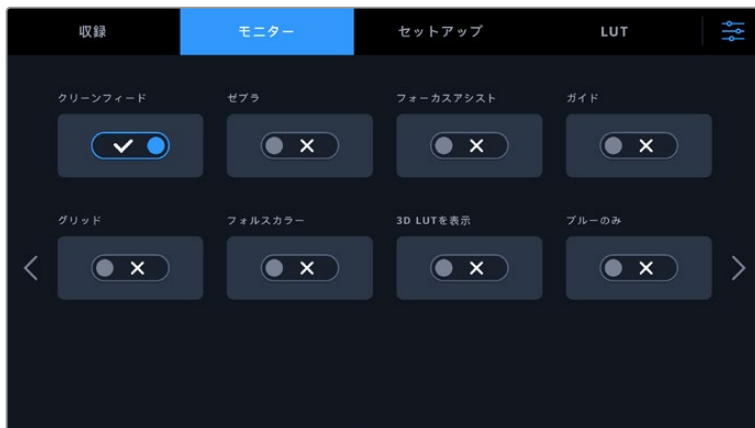 収録 モニター セットアップ LUT
クリーンフィード ゼブラ フォーカスアシスト ガイド
グリッド フォルスカラー 3D LUTを表示 ブルーのみ